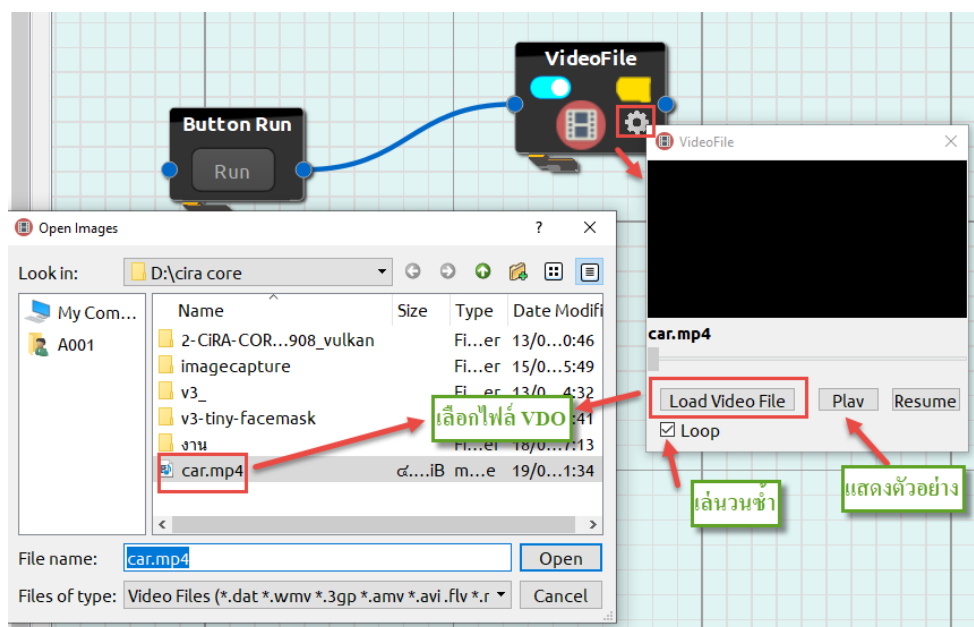 VideoFile
Button Run
Run
VideoFile
Open Images
?
Look in:
D:\cira core
My Com...
A001
Name
Size
Type
Date Modifi
2-CiRA-COR...908_vulkan
Fi...er
13/0...0:46
imagecapture
Fi...er
15/0...5:49
v3_
Fi...er
13/0...4:32
v3-tiny-facemask
:41
งาน
Fi...er
18/0...7:13
car.mp4
๔....iB
m...e
19/0...1:34
เลือกไฟล์ VDO
File name:
car.mp4
Open
Files of type:
Video Files (*.dat *.wmv *.3gp *.amv *.avi .flv *.r
Cancel
car.mp4
Load Video File
Play
Resume
Loop
เล่นวนซ้ำ
แสดงตัวอย่าง